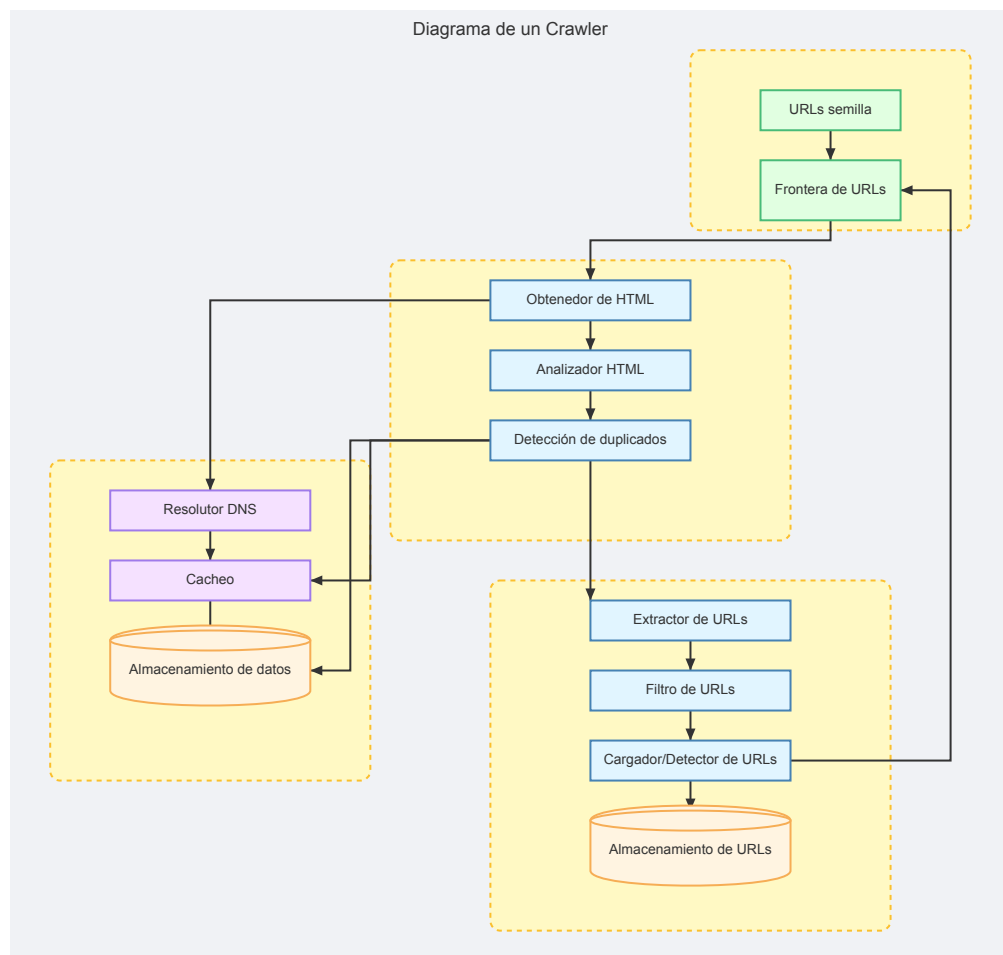 Diagrama de un Crawler
URLs semilla
Frontera de URLs
Obtenedor de HTML
Analizador HTML
Detección de duplicados
Resolutor DNS
Cacheo
Almacenamiento de datos
Extractor de URLs
Filtro de URLs
Cargador/Detector de URLs
Almacenamiento de URLs